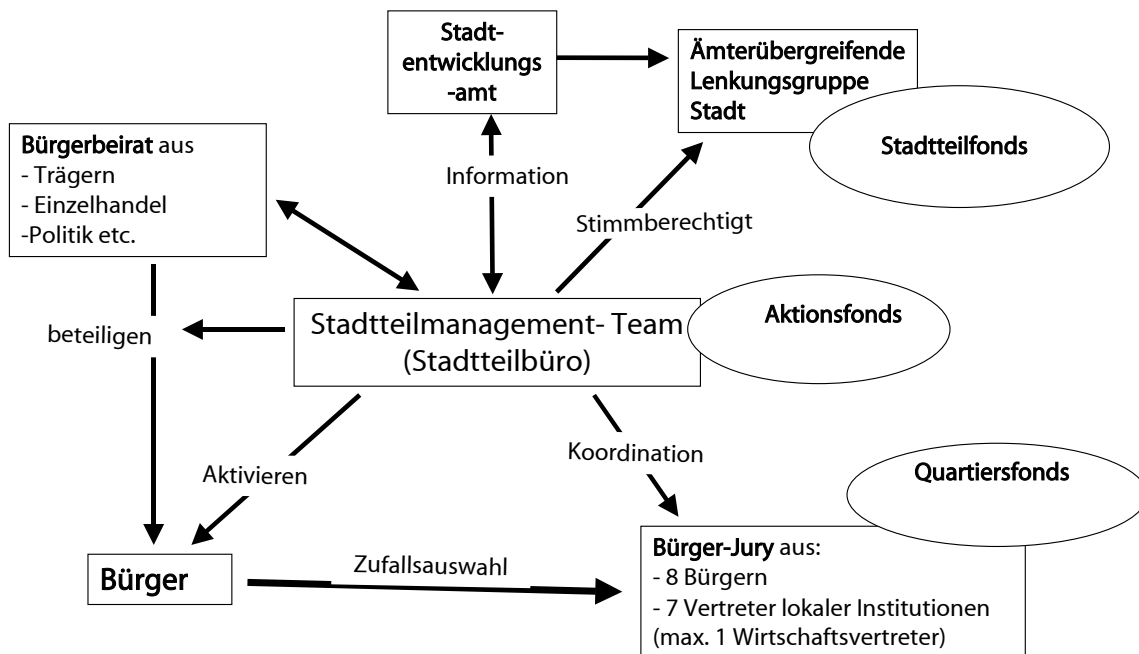 Stadt-
entwicklungs
-amt
Ämterübergreifende
Lenkungsgruppe
Stadt
Stadtteilfonds
Bürgerbeirat aus
- Trägern
- Einzelhandel
-Politik etc.
Information
Stimmberechtigt
beteiligen
Stadtteilmanagement- Team
(Stadtteilbüro)
Aktionsfonds
Aktivieren
Koordination
Quartiersfonds
Bürger
Zufallsauswahl
Bürger-Jury aus:
- 8 Bürgern
- 7 Vertreter lokaler Institutionen
(max. 1 Wirtschaftsvertreter)